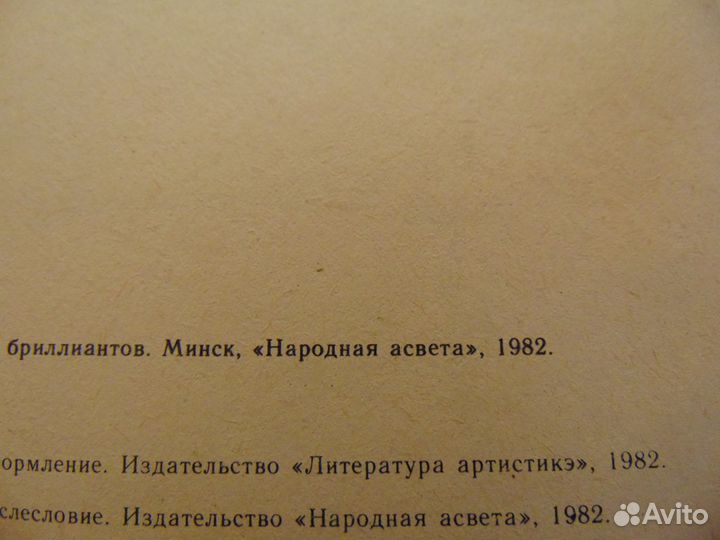 бриллиантов. Минск, «Народная асвета», 1982.
ормление. Издательство «Литература артистикэ», 1982.
слесловие. Издательство «Народная асвета», 1982.
Avito